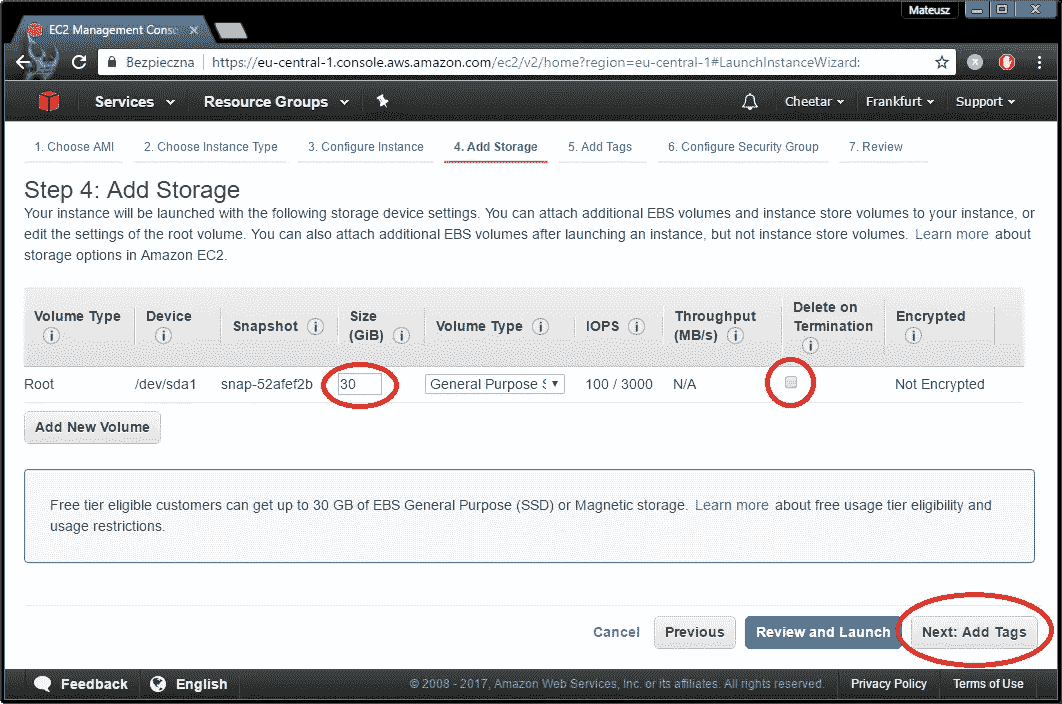 Mateusz
EC2 Management Conso
Bezpieczna https://eu-central-1.console.aws.amazon.com/ec2/v2/home?region=eu-central-1#LaunchInstanceWizard:
Services Resource Groups Cheetar Frankfurt Support
1. Choose AMI 2. Choose Instance Type 3. Configure Instance 4. Add Storage 5. Add Tags 6. Configure Security Group 7. Review
Step 4: Add Storage
Your instance will be launched with the following storage device settings. You can attach additional EBS volumes and instance store volumes to your instance, or
edit the settings of the root volume. You can also attach additional EBS volumes after launching an instance, but not instance store volumes. Learn more about
storage options in Amazon EC2.
Volume Type Device Snapshot Size (GiB) Volume Type IOPS Throughput (MB/s) Delete on Termination Encrypted
Root /dev/sda1 snap-52afef2b 30 General Purpose S 100 / 3000 N/A Not Encrypted
Add New Volume
Free tier eligible customers can get up to 30 GB of EBS General Purpose (SSD) or Magnetic storage. Learn more about free usage tier eligibility and
usage restrictions.
Cancel Previous Review and Launch Next: Add Tags
Feedback English © 2008 - 2017, Amazon Web Services, Inc. or its affiliates. All rights reserved. Privacy Policy Terms of Use